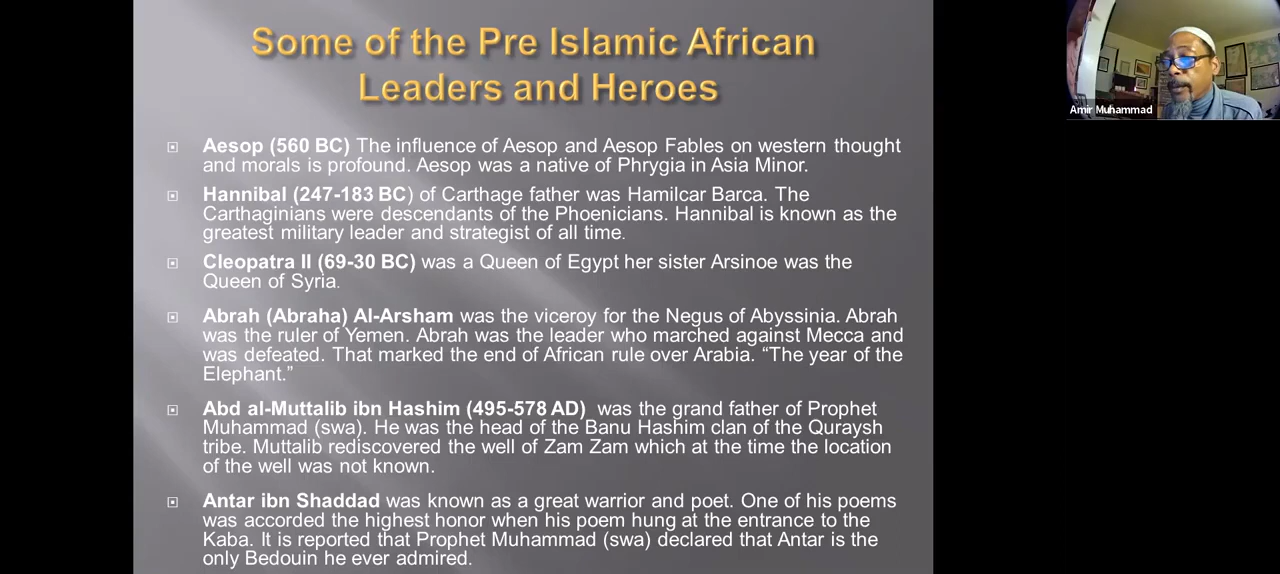 Some of the Pre Islamic African
Leaders and Heroes
Amir Muhammad
Aesop (560 BC) The influence of Aesop and Aesop Fables on western thought
and morals is profound. Aesop was a native of Phrygia in Asia Minor.
Hannibal (247-183 BC) of Carthage father was Hamilcar Barca. The
Carthaginians were descendants of the Phoenicians. Hannibal is known as the
greatest military leader and strategist of all time.
Cleopatra II (69-30 BC) was a Queen of Egypt her sister Arsinoe was the
Queen of Syria.
Abrah (Abraha) Al-Arsham was the viceroy for the Negus of Abyssinia. Abrah
was the ruler of Yemen. Abrah was the leader who marched against Mecca and
was defeated. That marked the end of African rule over Arabia. “The year of the
Elephant.”
Abd al-Muttalib ibn Hashim (495-578 AD) was the grand father of Prophet
Muhammad (swa). He was the head of the Banu Hashim clan of the Quraysh
tribe. Muttalib rediscovered the well of Zam Zam which at the time the location
of the well was not known.
Antar ibn Shaddad was known as a great warrior and poet. One of his poems
was accorded the highest honor when his poem hung at the entrance to the
Kaba. It is reported that Prophet Muhammad (swa) declared that Antar is the
only Bedouin he ever admired.